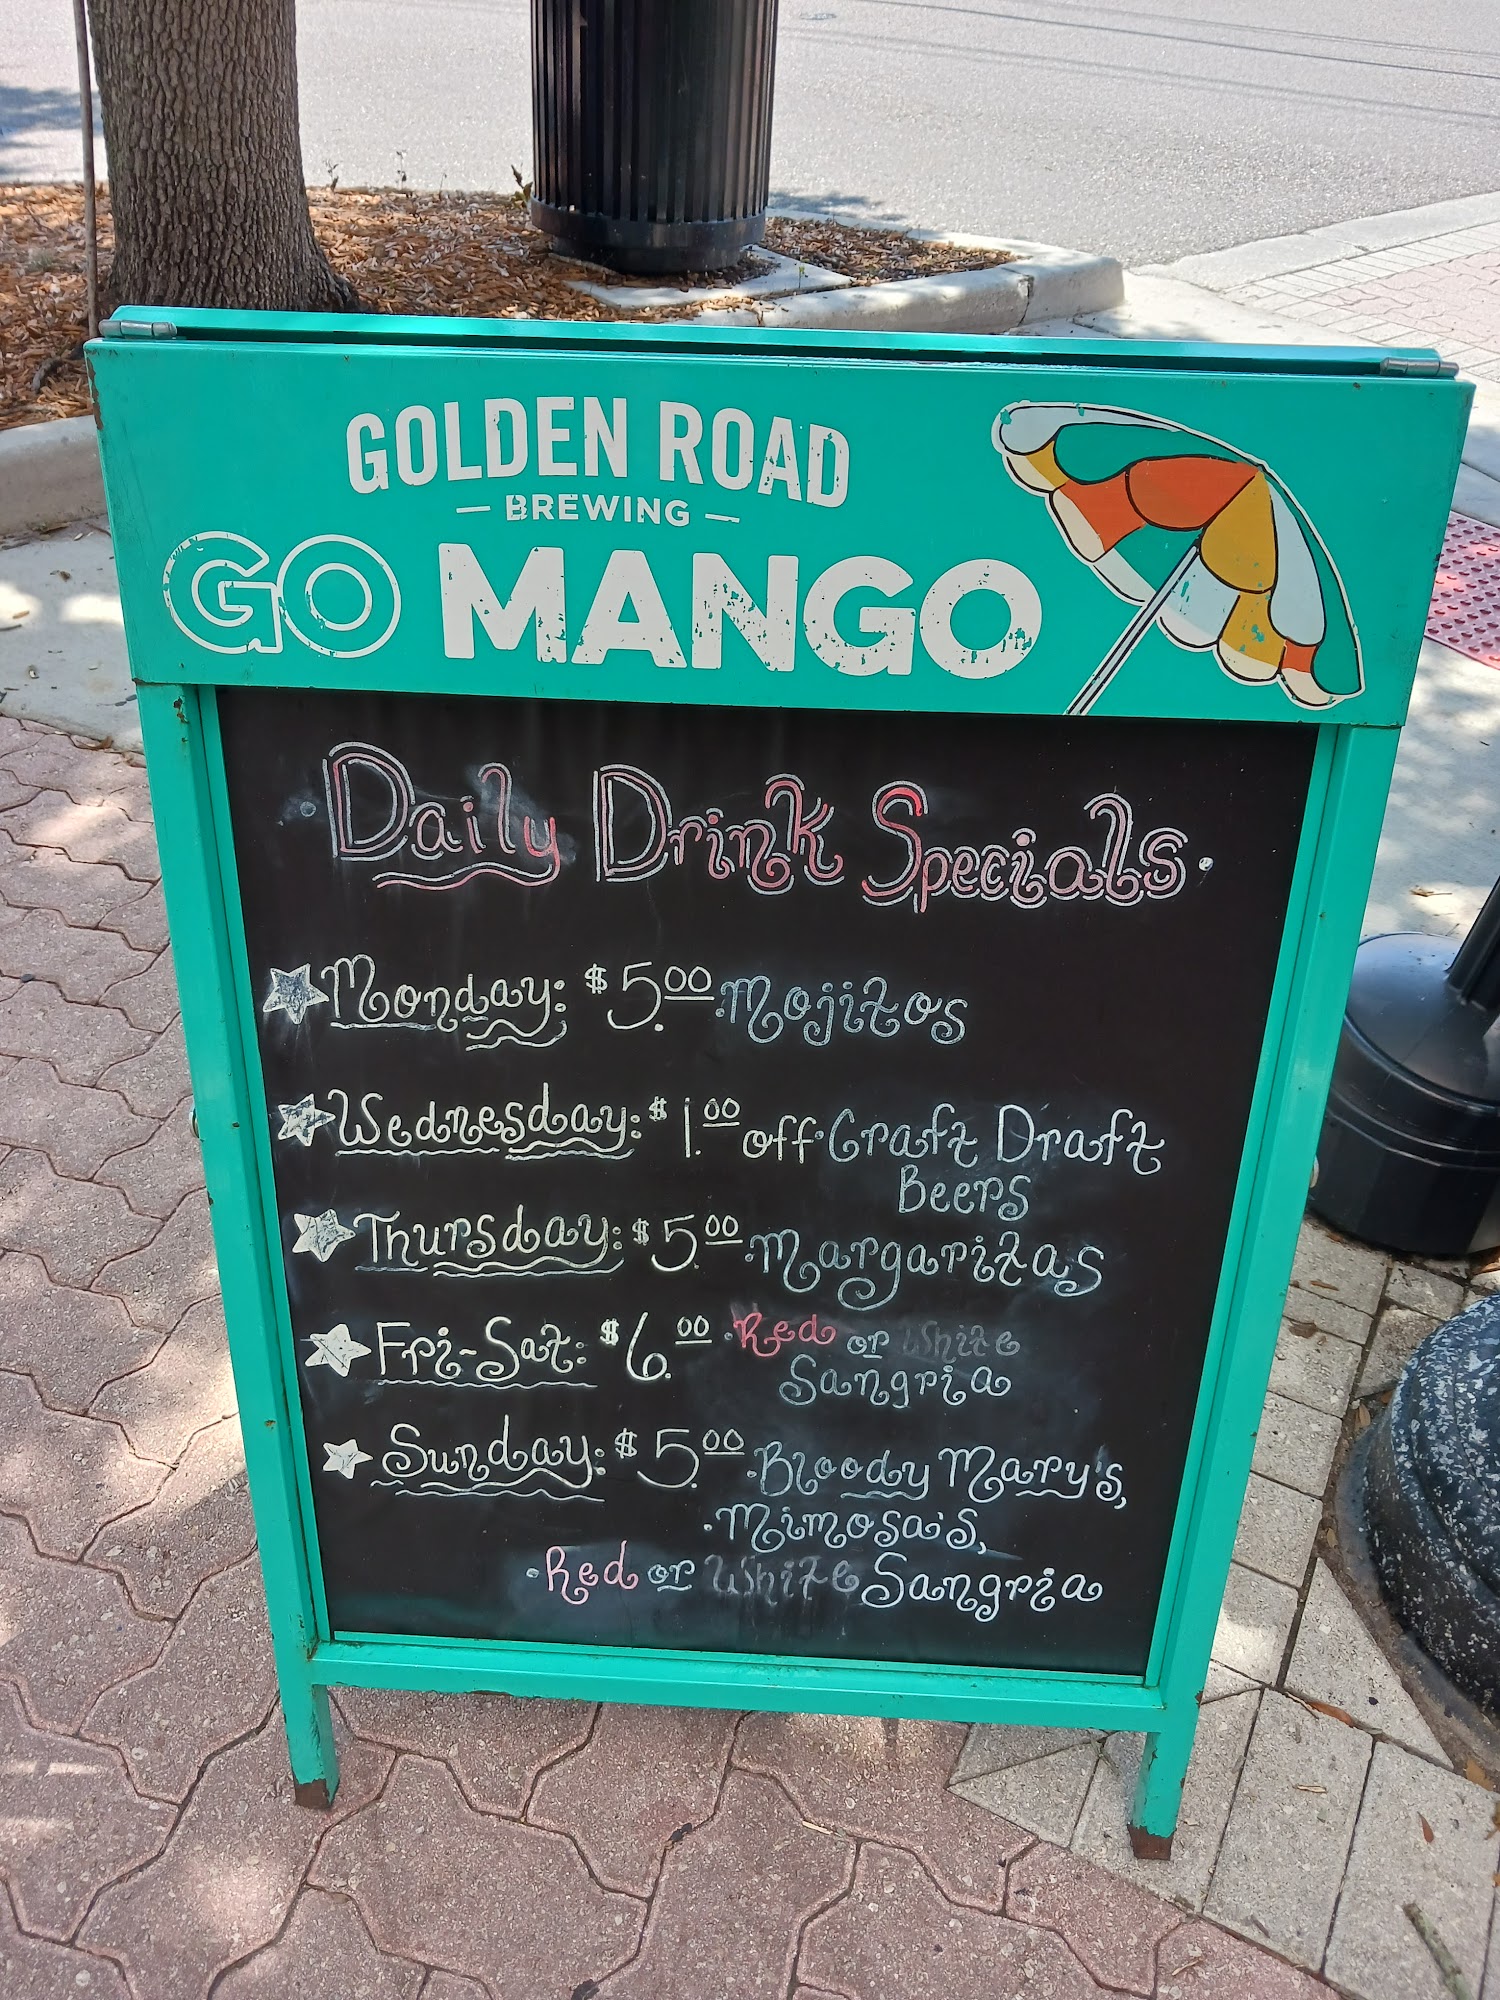 GOLDEN ROAD
— BREWING —
GO MANGO
Daily Drink Specials
Monday: $5.00 Mojitos
Wednesday: $1.00 off Craft Draft
Beers
Thursday: $5.00 Margaritas
Fri-Sat: $6.00 Red or White
Sangria
Sunday: $5.00 Bloody Mary's,
Mimosa's,
Red or White Sangria